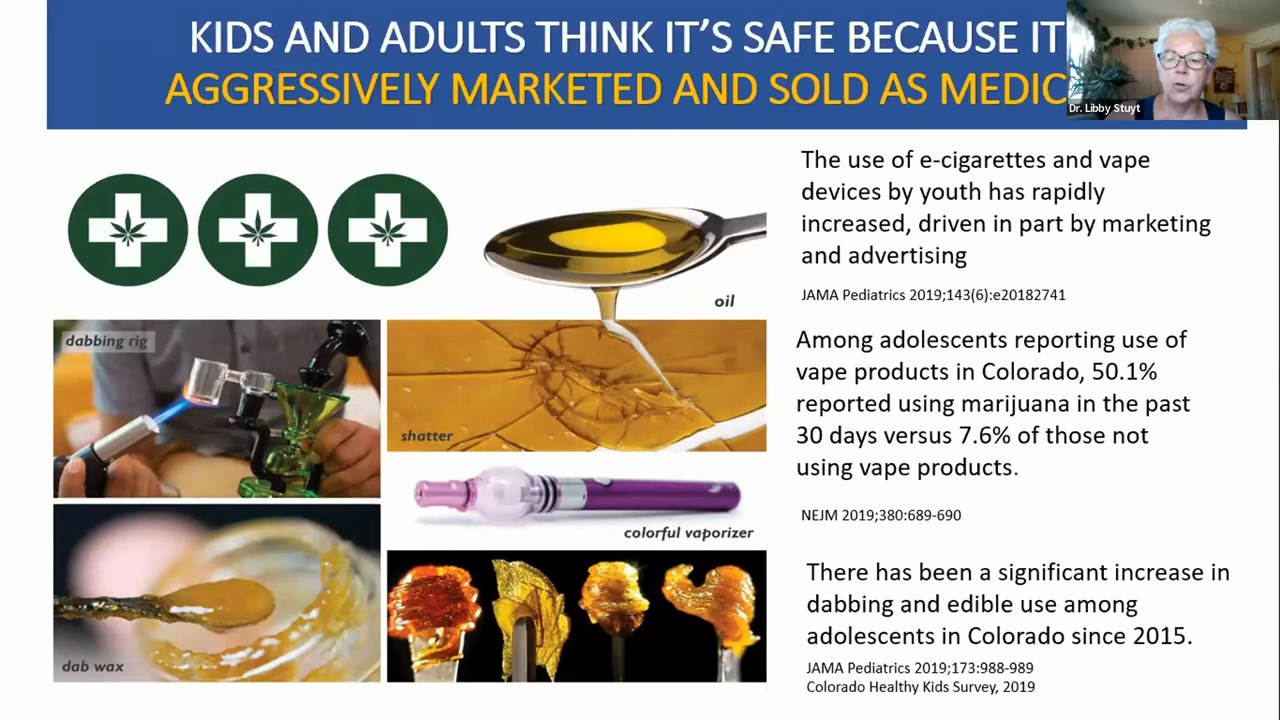 KIDS AND ADULTS THINK IT'S SAFE BECAUSE IT
AGGRESSIVELY MARKETED AND SOLD AS MEDIC
Dr. Libby Stuyt
oil
dabbing rig
shatter
colorful vaporizer
dab wax
The use of e-cigarettes and vape
devices by youth has rapidly
increased, driven in part by marketing
and advertising
JAMA Pediatrics 2019;143(6):e20182741
Among adolescents reporting use of
vape products in Colorado, 50.1%
reported using marijuana in the past
30 days versus 7.6% of those not
using vape products.
NEJM 2019;380:689-690
There has been a significant increase in
dabbing and edible use among
adolescents in Colorado since 2015.
JAMA Pediatrics 2019;173:988-989
Colorado Healthy Kids Survey, 2019